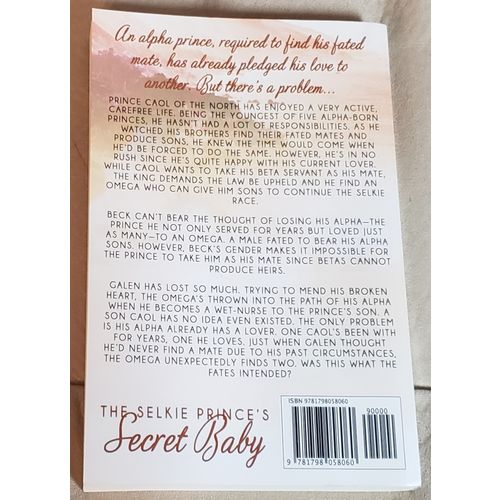 An alpha prince, required to find his fated
mate, has already pledged his love to
another. But there's a problem...
PRINCE CAOL OF THE NORTH HAS ENJOYED A VERY ACTIVE,
CAREFREE LIFE. BEING THE YOUNGEST OF FIVE ALPHA-BORN
PRINCES, HE HASN'T HAD A LOT OF RESPONSIBILITIES. AS HE
WATCHED HIS BROTHERS FIND THEIR FATED MATES AND
PRODUCE SONS, HE KNEW THE TIME WOULD COME WHEN
HE'D BE FORCED TO DO THE SAME. HOWEVER, HE'S IN NO
RUSH SINCE HE'S QUITE HAPPY WITH HIS CURRENT LOVER.
WHILE CAOL WANTS TO TAKE HIS BETA SERVANT AS HIS MATE,
THE KING DEMANDS THE LAW BE UPHELD AND HE FIND AN
OMEGA WHO CAN GIVE HIM SONS TO CONTINUE THE SELKIE
RACE.
BECK CAN'T BEAR THE THOUGHT OF LOSING HIS ALPHA—THE
PRINCE HE NOT ONLY SERVED FOR YEARS BUT LOVED JUST
AS MANY—TO AN OMEGA. A MALE FATED TO BEAR HIS ALPHA
SONS. HOWEVER, BECK'S GENDER MAKES IT IMPOSSIBLE FOR
THE PRINCE TO TAKE HIM AS HIS MATE SINCE BETAS CANNOT
PRODUCE HEIRS.
GALEN HAS LOST SO MUCH. TRYING TO MEND HIS BROKEN
HEART, THE OMEGA'S THROWN INTO THE PATH OF HIS ALPHA
WHEN HE BECOMES A WET-NURSE TO THE PRINCE'S SON. A
SON CAOL HAS NO IDEA EVEN EXISTED. THE ONLY PROBLEM
IS HIS ALPHA ALREADY HAS A LOVER. ONE CAOL'S BEEN WITH
FOR YEARS, ONE HE LOVES. JUST WHEN GALEN THOUGHT
HE'D NEVER FIND A MATE DUE TO HIS PAST CIRCUMSTANCES,
THE OMEGA UNEXPECTEDLY FINDS TWO. WAS THIS WHAT THE
FATES INTENDED?
THE SELKIE PRINCE'S
Secret Baby
ISBN 9781798058060
90000
9 781798 058060